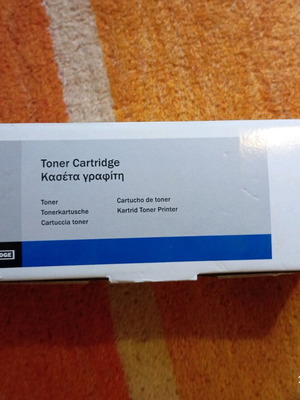 Toner Cartridge
Κασέτα γραφίτη
Toner
Tonerkartusche
Cartuccia toner
Cartucho de toner
Kartrid Toner Printer